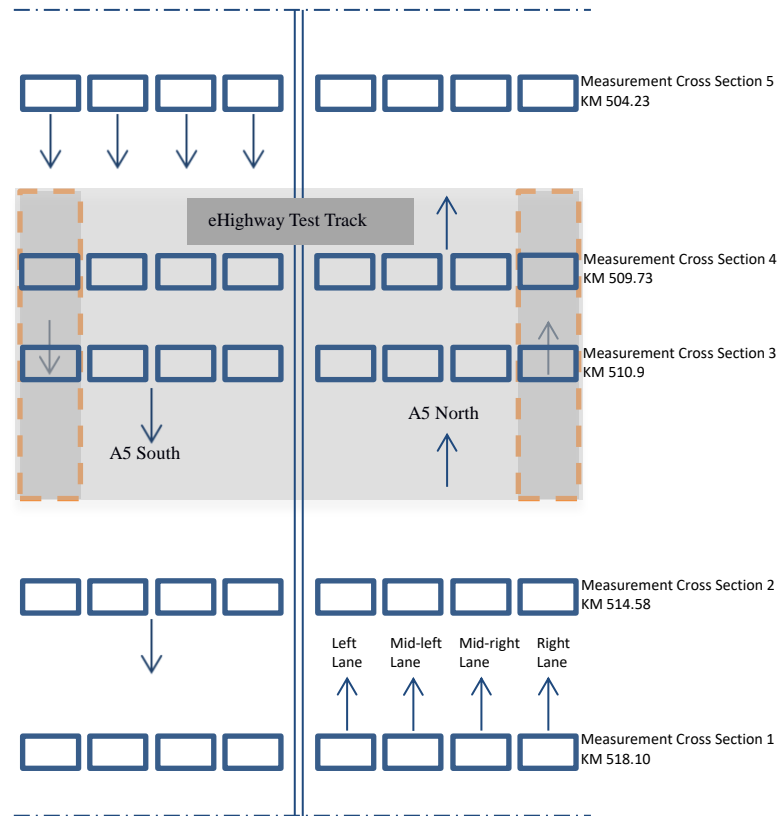 Measurement Cross Section 5
KM 504.23
eHighway Test Track
Measurement Cross Section 4
KM 509.73
Measurement Cross Section 3
KM 510.9
A5 North
A5 South
Measurement Cross Section 2
KM 514.58
Left
Lane
Mid-left
Lane
Mid-right
Lane
Right
Lane
Measurement Cross Section 1
KM 518.10